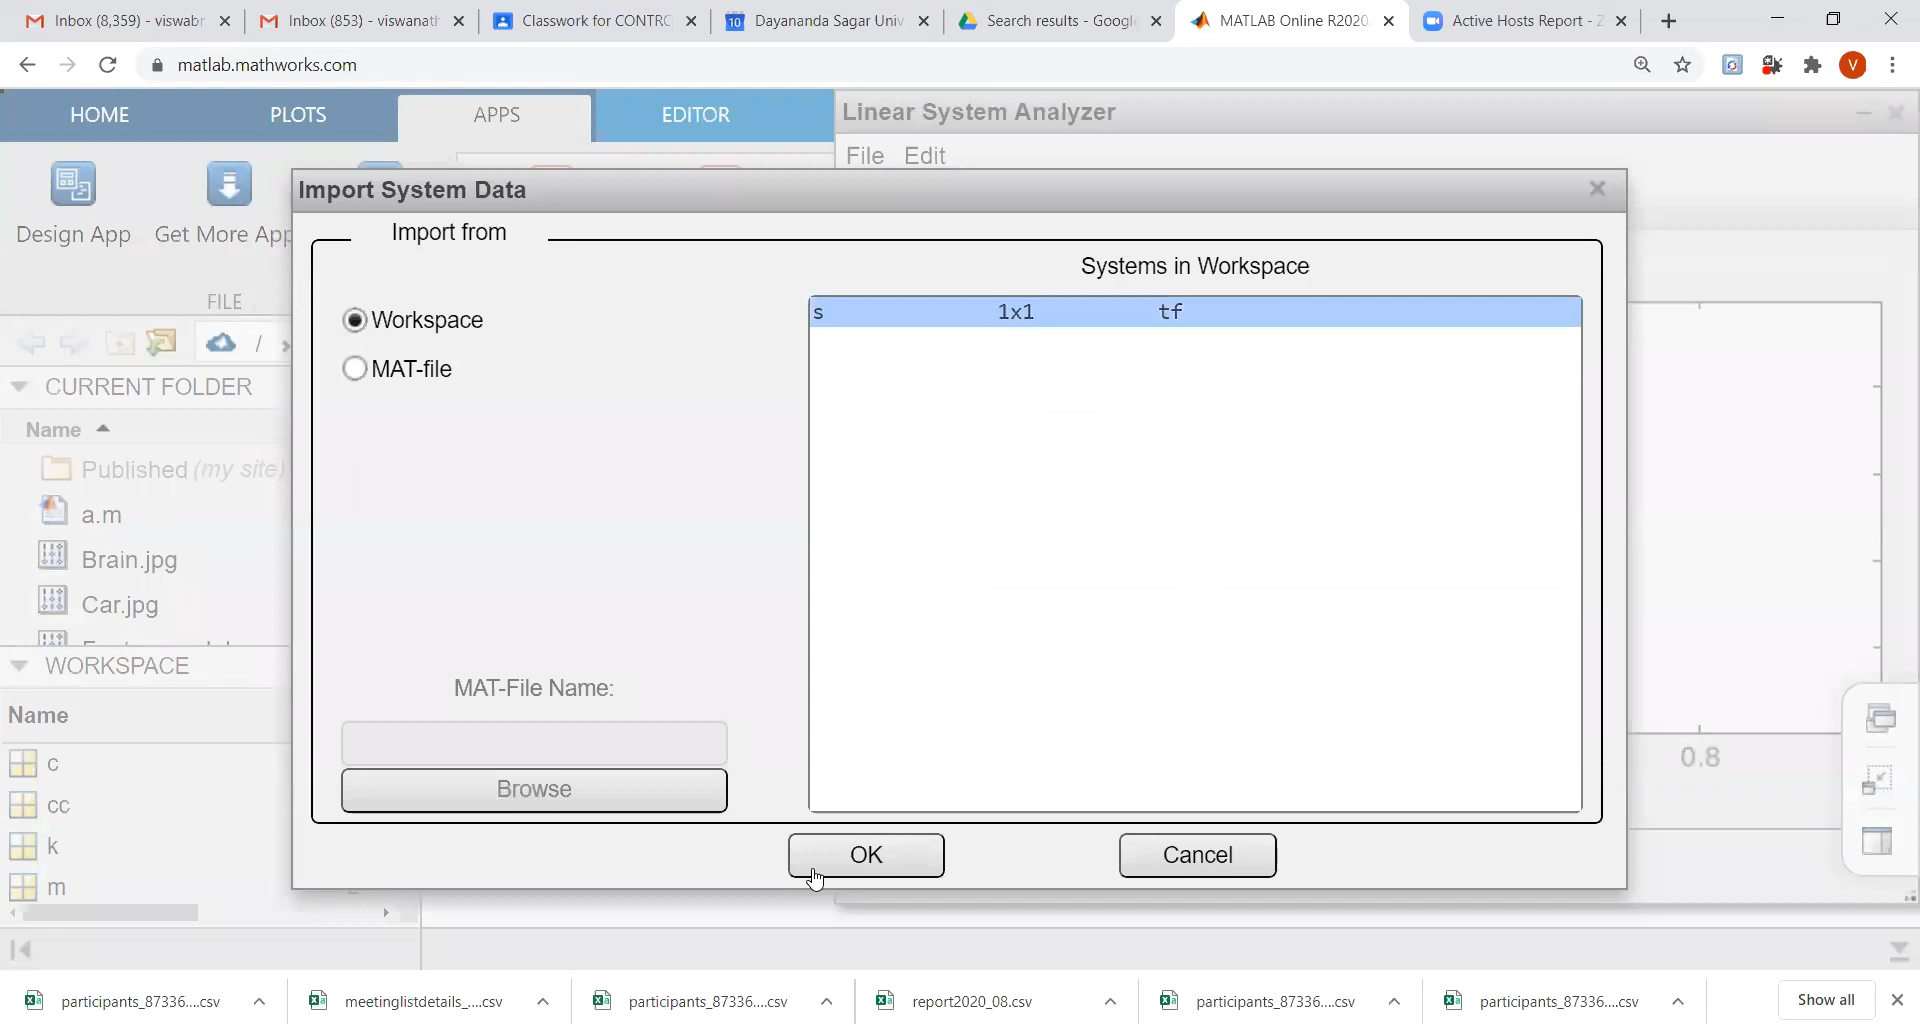 Inbox (8,359) - viswabr
Inbox (853) - viswanath
Classwork for CONTRO
10 Dayananda Sagar Univ
Search results - Google
MATLAB Online R2020
Active Hosts Report - Z
matlab.mathworks.com
V
HOME PLOTS APPS EDITOR
Linear System Analyzer
File Edit
Design App
Get More App
FILE
Import System Data
Import from
Systems in Workspace
s 1x1 tf
Workspace
MAT-file
MAT-File Name:
Browse
OK Cancel
/
CURRENT FOLDER
Name
Published (my site)
a.m
Brain.jpg
Car.jpg
WORKSPACE
Name
c
cc
k
m
0.8
participants_87336....csv
meetinglistdetails_....csv
participants_87336....csv
report2020_08.csv
participants_87336....csv
participants_87336....csv
Show all